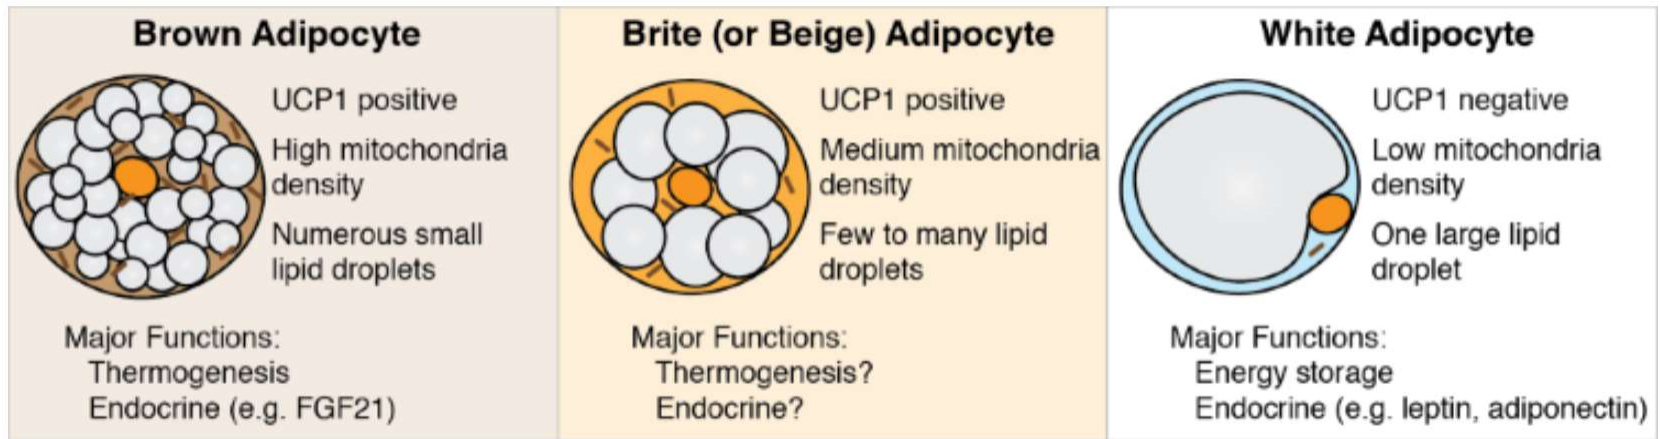 Brown Adipocyte
UCP1 positive
High mitochondria
density
Numerous small
lipid droplets
Major Functions:
Thermogenesis
Endocrine (e.g. FGF21)
Brite (or Beige) Adipocyte
UCP1 positive
Medium mitochondria
density
Few to many lipid
droplets
Major Functions:
Thermogenesis?
Endocrine?
White Adipocyte
UCP1 negative
Low mitochondria
density
One large lipid
droplet
Major Functions:
Energy storage
Endocrine (e.g. leptin, adiponectin)